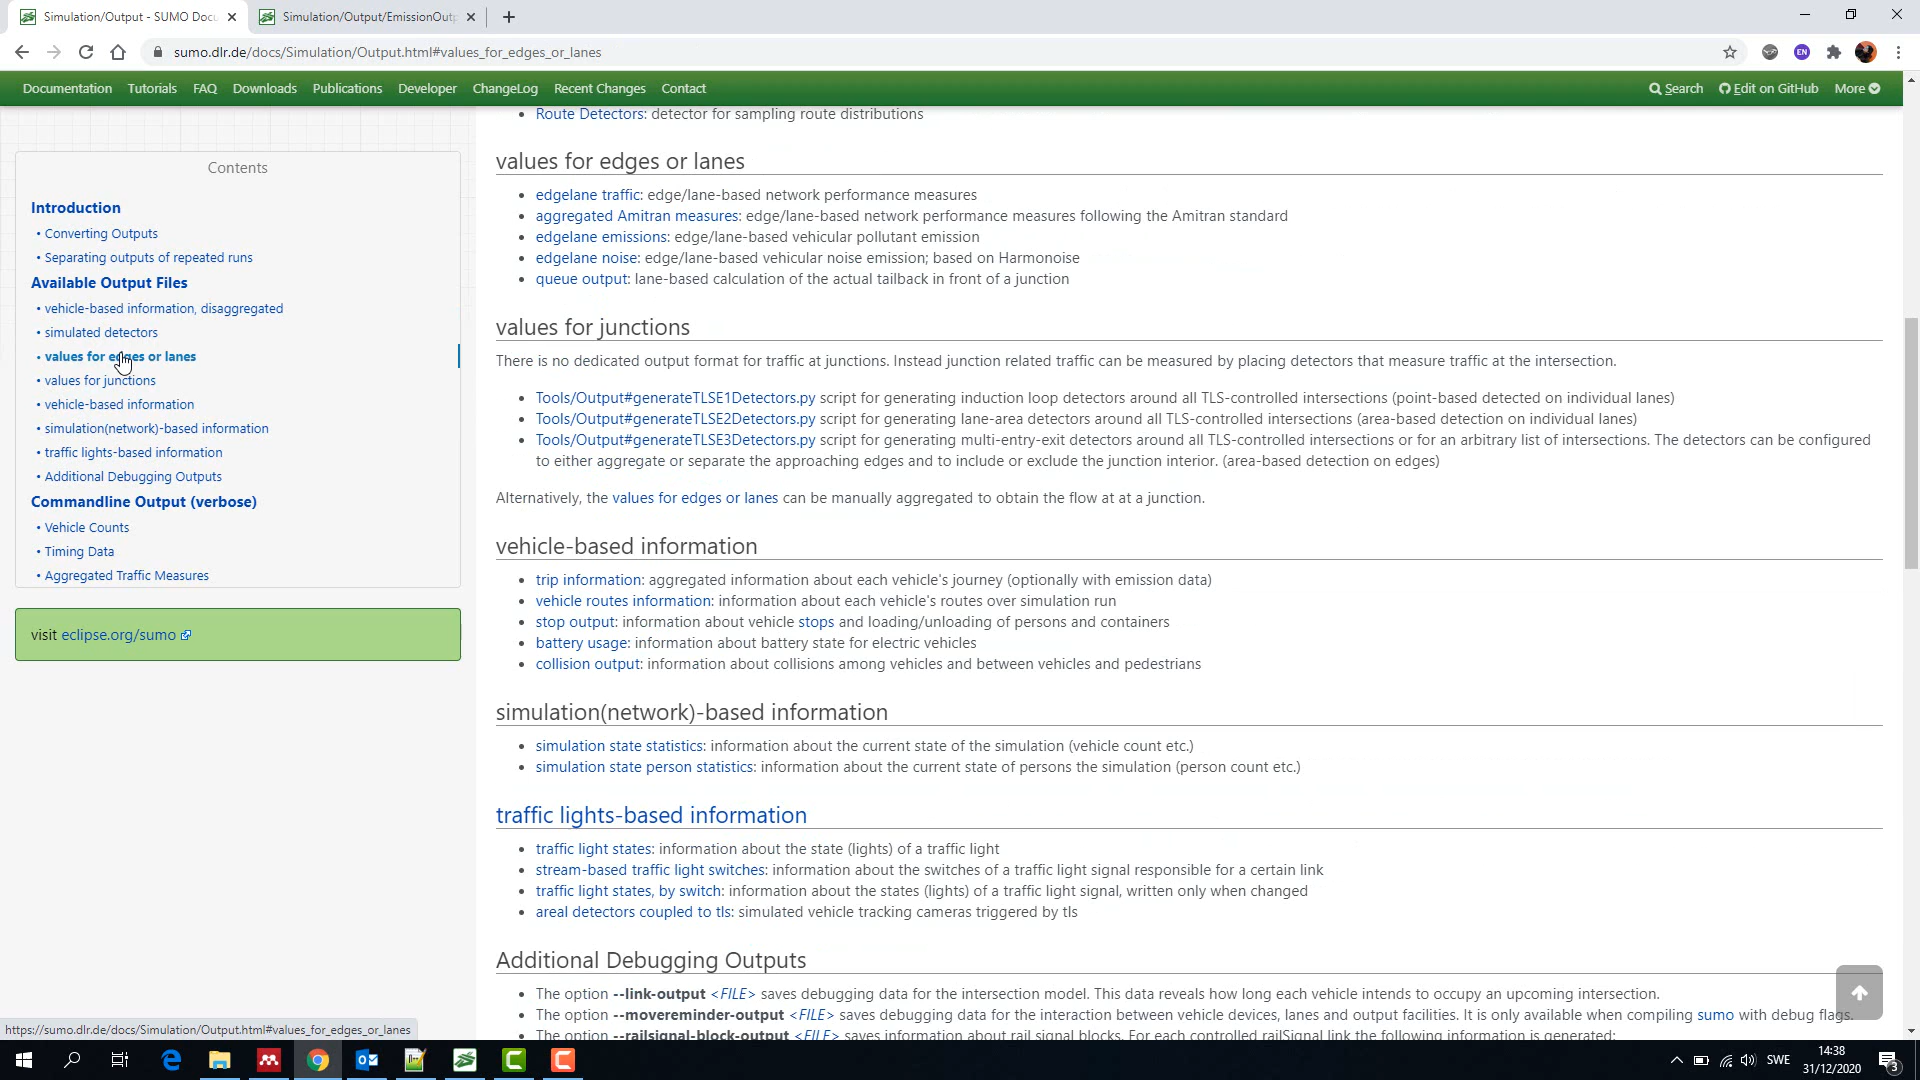 Simulation/Output - SUMO Docu
Simulation/Output/EmissionOutp
sumo.dlr.de/docs/Simulation/Output.html#values_for_edges_or_lanes
EN
Documentation Tutorials FAQ Downloads Publications Developer ChangeLog Recent Changes Contact Search Edit on GitHub More
Contents
Introduction
• Converting Outputs
• Separating outputs of repeated runs
Available Output Files
• vehicle-based information, disaggregated
• simulated detectors
• values for edges or lanes
• values for junctions
• vehicle-based information
• simulation(network)-based information
• traffic lights-based information
• Additional Debugging Outputs
Commandline Output (verbose)
• Vehicle Counts
• Timing Data
• Aggregated Traffic Measures
visit eclipse.org/sumo
• Route Detectors: detector for sampling route distributions
values for edges or lanes
• edgelane traffic: edge/lane-based network performance measures
• aggregated Amitran measures: edge/lane-based network performance measures following the Amitran standard
• edgelane emissions: edge/lane-based vehicular pollutant emission
• edgelane noise: edge/lane-based vehicular noise emission; based on Harmonoise
• queue output: lane-based calculation of the actual tailback in front of a junction
values for junctions
There is no dedicated output format for traffic at junctions. Instead junction related traffic can be measured by placing detectors that measure traffic at the intersection.
• Tools/Output#generateTLSE1Detectors.py script for generating induction loop detectors around all TLS-controlled intersections (point-based detected on individual lanes)
• Tools/Output#generateTLSE2Detectors.py script for generating lane-area detectors around all TLS-controlled intersections (area-based detection on individual lanes)
• Tools/Output#generateTLSE3Detectors.py script for generating multi-entry-exit detectors around all TLS-controlled intersections or for an arbitrary list of intersections. The detectors can be configured
to either aggregate or separate the approaching edges and to include or exclude the junction interior. (area-based detection on edges)
Alternatively, the values for edges or lanes can be manually aggregated to obtain the flow at at a junction.
vehicle-based information
• trip information: aggregated information about each vehicle's journey (optionally with emission data)
• vehicle routes information: information about each vehicle's routes over simulation run
• stop output: information about vehicle stops and loading/unloading of persons and containers
• battery usage: information about battery state for electric vehicles
• collision output: information about collisions among vehicles and between vehicles and pedestrians
simulation(network)-based information
• simulation state statistics: information about the current state of the simulation (vehicle count etc.)
• simulation state person statistics: information about the current state of persons the simulation (person count etc.)
traffic lights-based information
• traffic light states: information about the state (lights) of a traffic light
• stream-based traffic light switches: information about the switches of a traffic light signal responsible for a certain link
• traffic light states, by switch: information about the states (lights) of a traffic light signal, written only when changed
• areal detectors coupled to tls: simulated vehicle tracking cameras triggered by tls
Additional Debugging Outputs
• The option --link-output <FILE> saves debugging data for the intersection model. This data reveals how long each vehicle intends to occupy an upcoming intersection.
• The option --movereminder-output <FILE> saves debugging data for the interaction between vehicle devices, lanes and output facilities. It is only available when compiling sumo with debug flags.
• The option --railsignal-block-output <FILE> saves information about rail signal blocks. For each controlled railSignal link the following information is generated:
https://sumo.dlr.de/docs/Simulation/Output.html#values_for_edges_or_lanes
SWE
14:38
31/12/2020
3